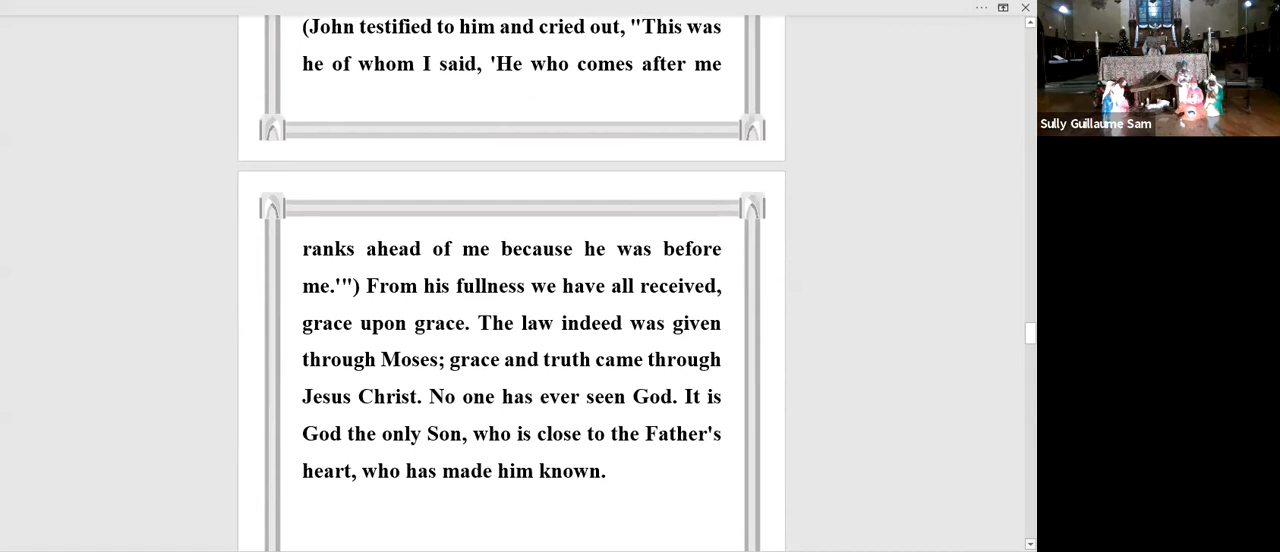 (John testified to him and cried out, "This was
he of whom I said, 'He who comes after me
ranks ahead of me because he was before
me.'") From his fullness we have all received,
grace upon grace. The law indeed was given
through Moses; grace and truth came through
Jesus Christ. No one has ever seen God. It is
God the only Son, who is close to the Father's
heart, who has made him known.
Sully Guillaume Sam